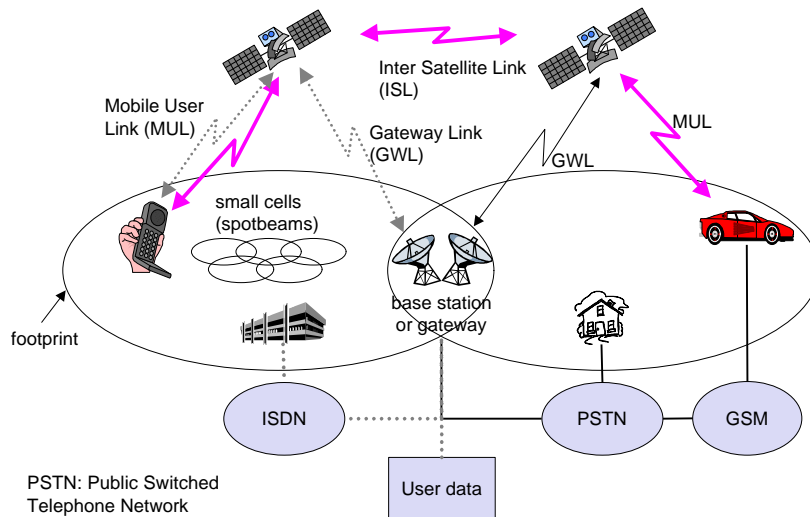 Inter Satellite Link
(ISL)
Mobile User
Link (MUL)
Gateway Link
(GWL)
MUL
GWL
small cells
(spotbeams)
base station
or gateway
footprint
ISDN
PSTN
GSM
User data
PSTN: Public Switched
Telephone Network